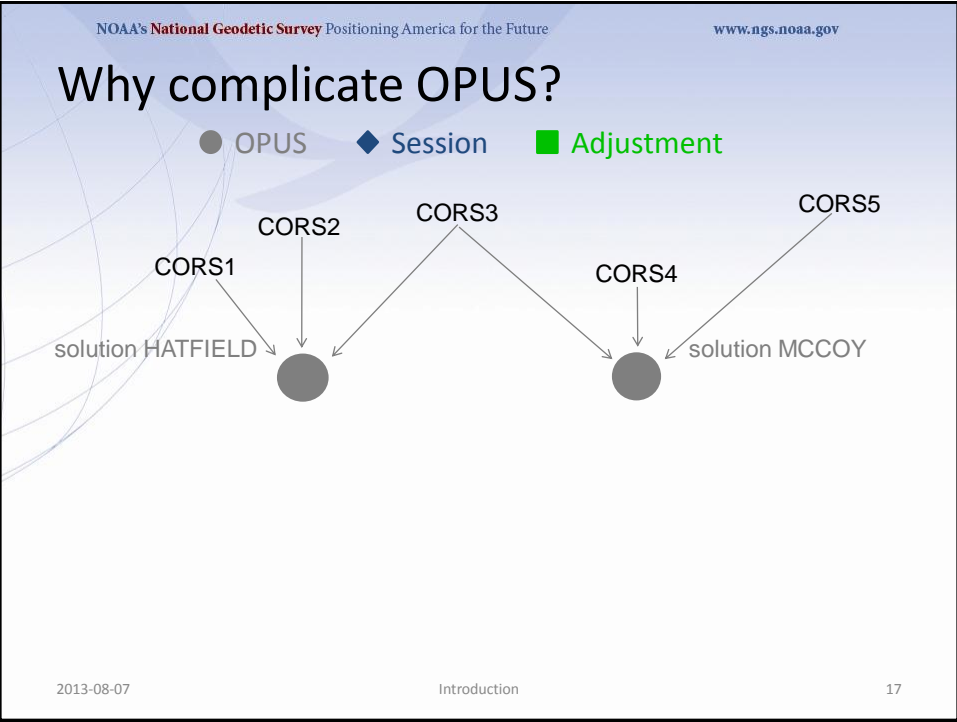 NOAA's National Geodetic Survey Positioning America for the Future www.ngs.noaa.gov
Why complicate OPUS?
OPUS Session Adjustment
CORS5
CORS3
CORS2
CORS1
CORS4
solution HATFIELD
solution MCCOY
2013-08-07 Introduction 17